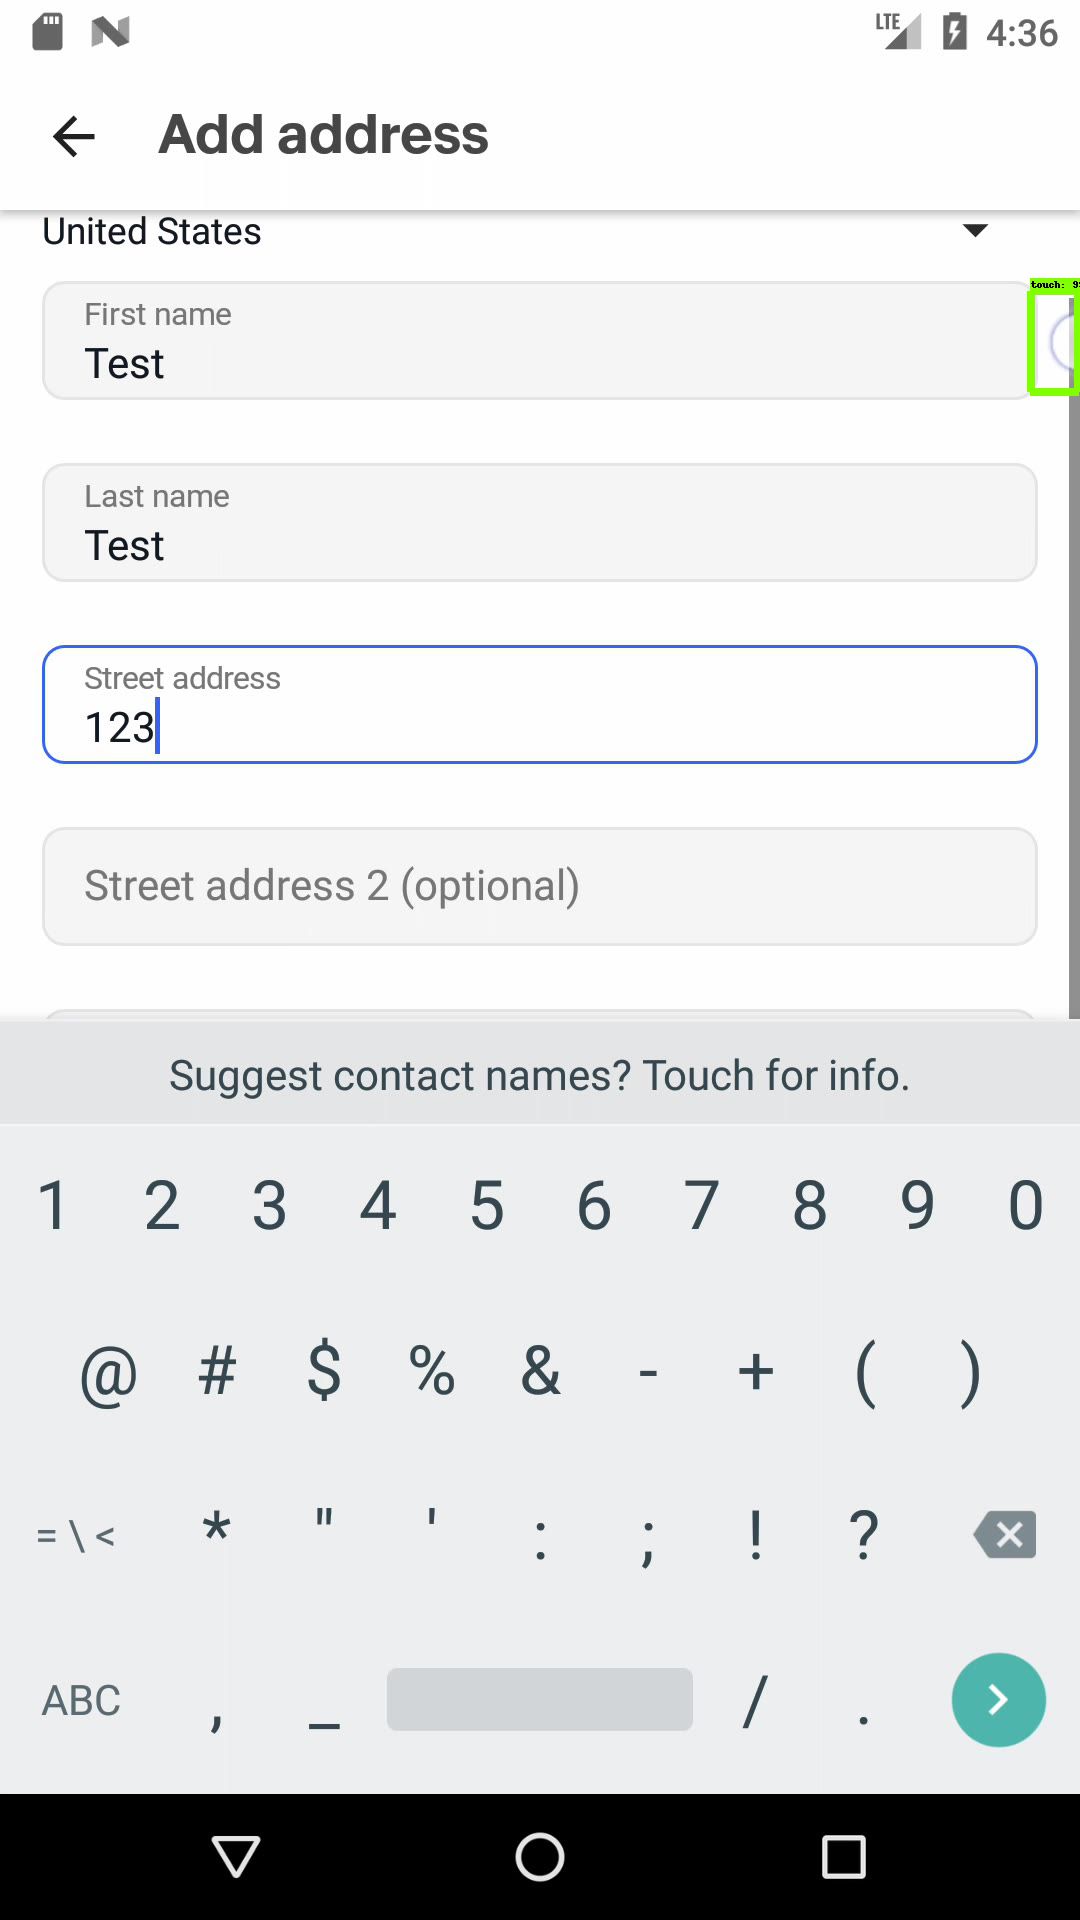 LTE 4:36
Add address
United States
touch: 9
First name
Test
Last name
Test
Street address
123
Street address 2 (optional)
Suggest contact names? Touch for info.
1 2 3 4 5 6 7 8 9 0
@ # $ % & - + ( )
= \ < * " ' : ; ! ?
ABC , _ / .